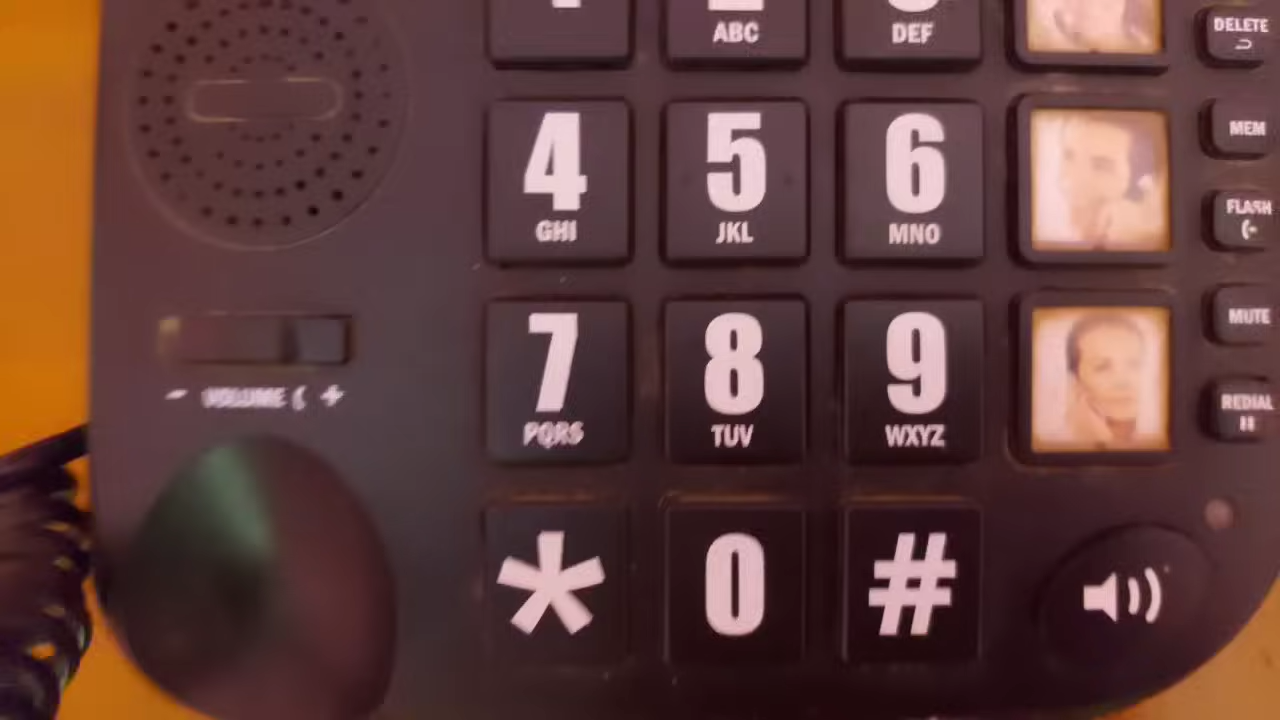 ABC DEF DELETE
4 5 6 MEM
GHI JKL MNO FLASH
7 8 9 MUTE
- VOLUME +
PQRS TUV WXYZ REDIAL
* 0 #